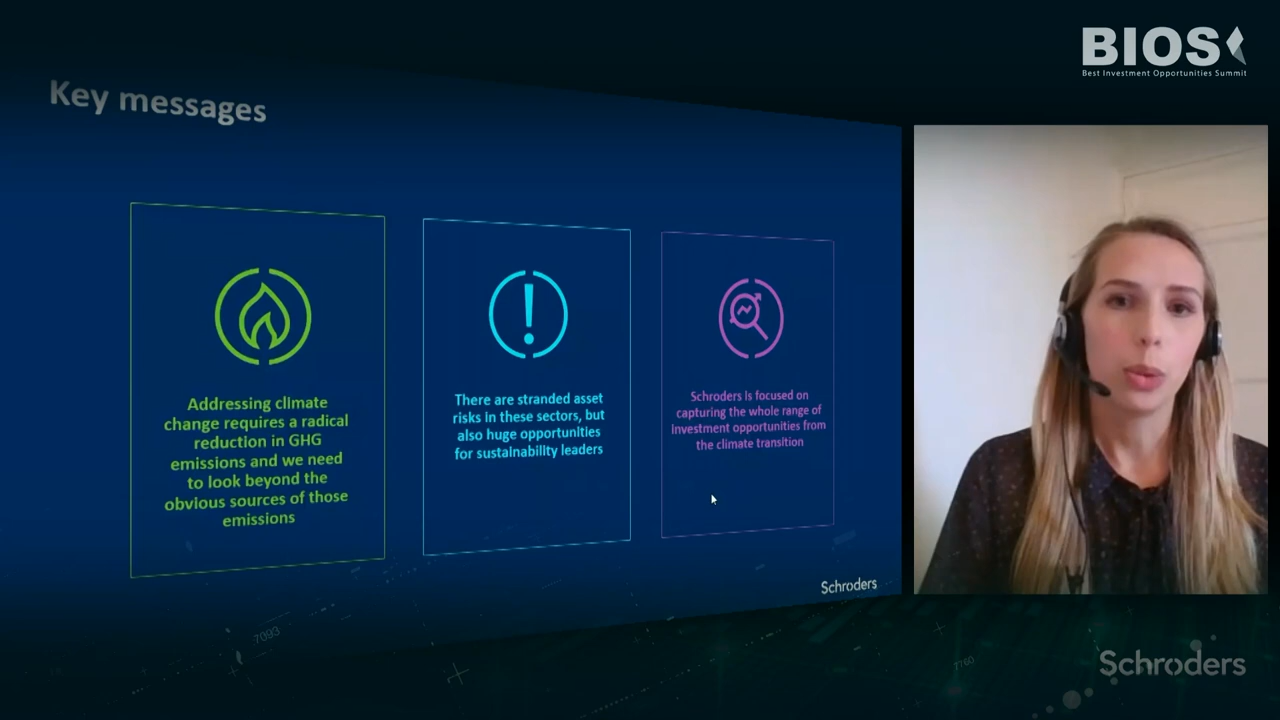 BIOS
Best Investment Opportunities Summit
Key messages
Addressing climate
change requires a radical
reduction in GHG
emissions and we need
to look beyond the
obvious sources of those
emissions
There are stranded asset
risks in these sectors, but
also huge opportunities
for sustainability leaders
Schroders is focused on
capturing the whole range of
investment opportunities from
the climate transition
Schroders
7093
7760
Schroders